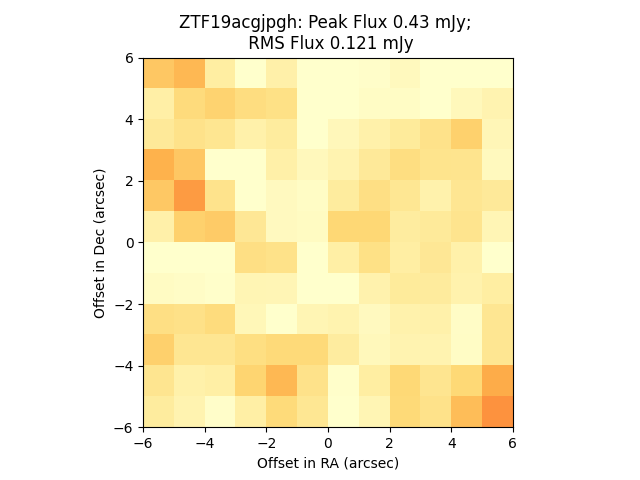 ZTF19acgjpgh: Peak Flux 0.43 mJy;
RMS Flux 0.121 mJy
6
4
2
0
−2
−4
−6
Offset in Dec (arcsec)
−6 −4 −2 0 2 4 6
Offset in RA (arcsec)